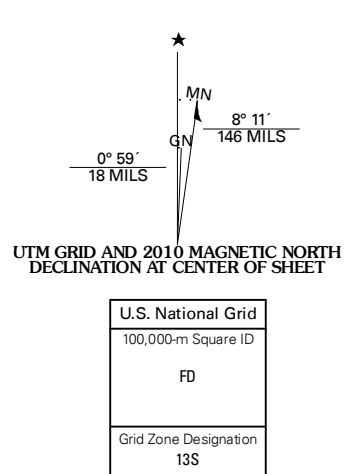 ★
MN
GN
8° 11´
146 MILS
0° 59´
18 MILS
UTM GRID AND 2010 MAGNETIC NORTH
DECLINATION AT CENTER OF SHEET
U.S. National Grid
100,000-m Square ID
FD
Grid Zone Designation
13S